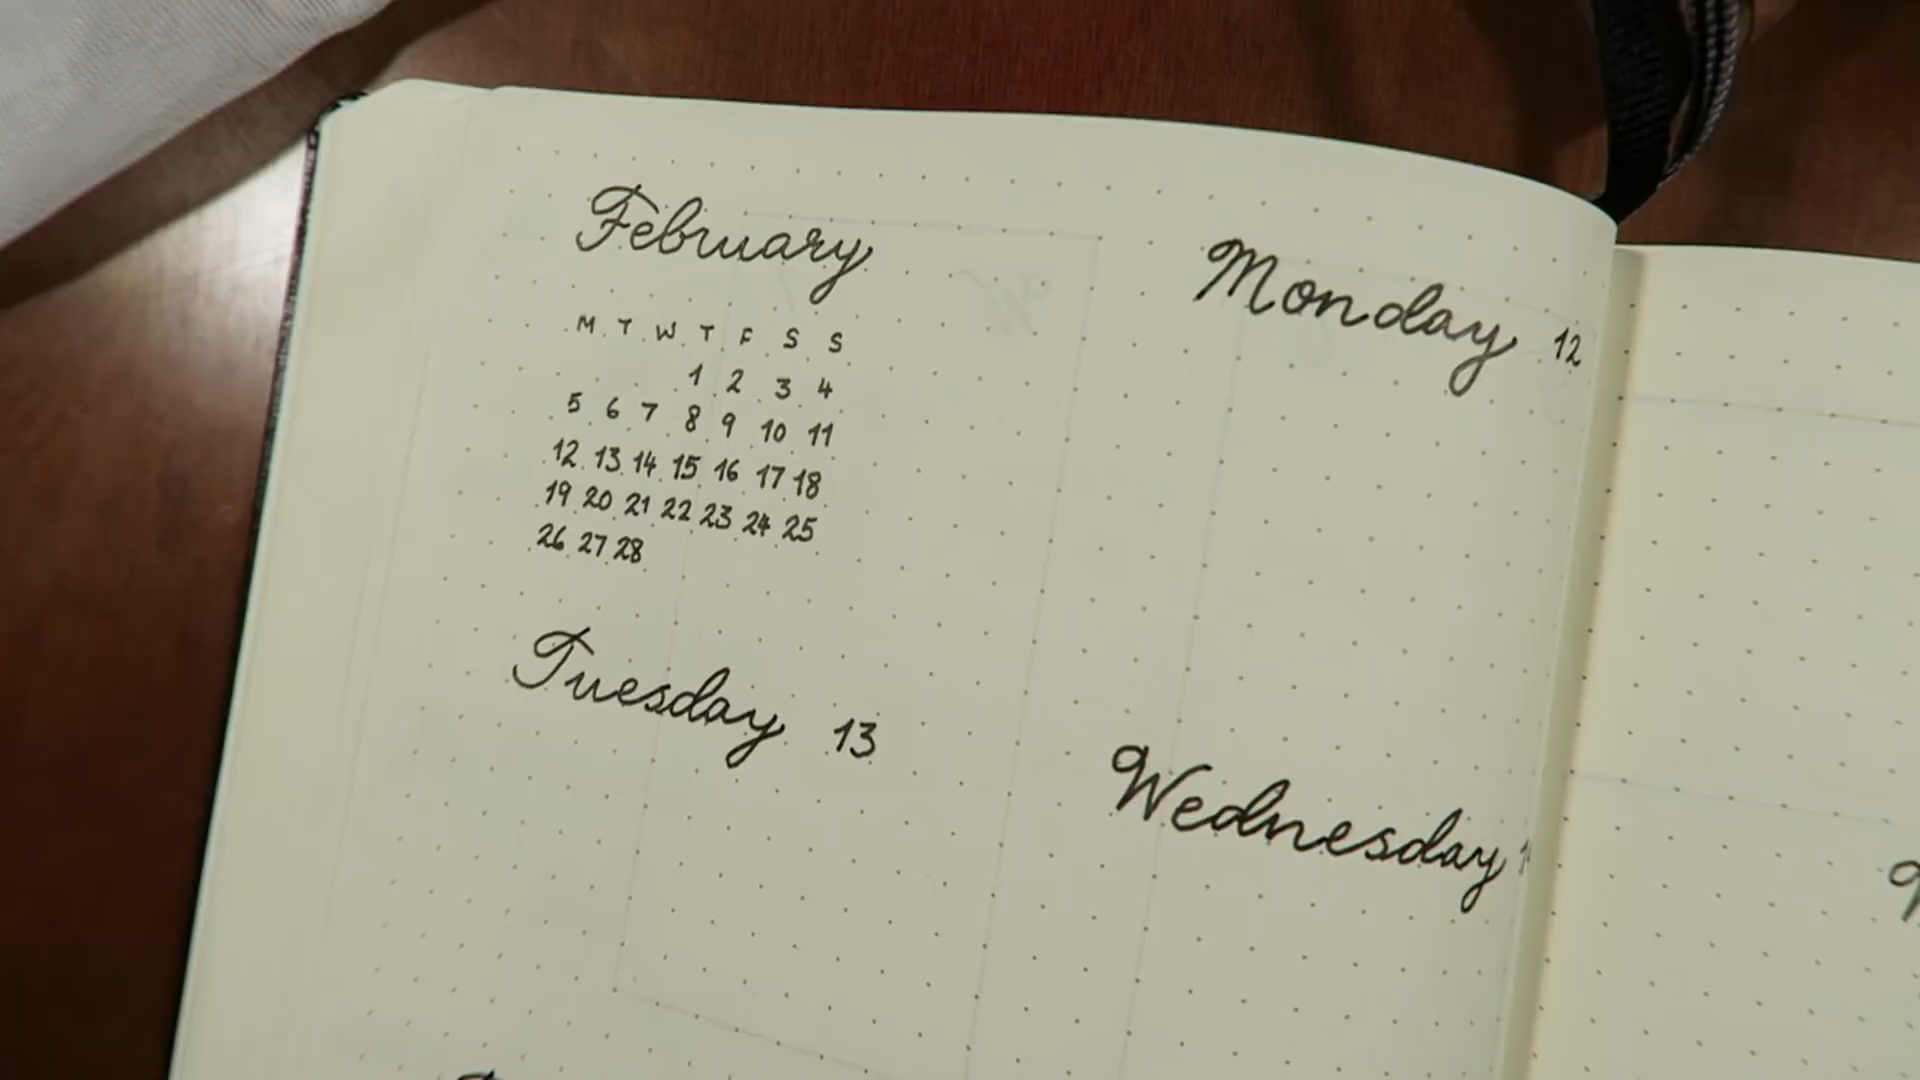 February
M T W T F S S
1 2 3 4
5 6 7 8 9 10 11
12 13 14 15 16 17 18
19 20 21 22 23 24 25
26 27 28
Monday 12
Tuesday 13
Wednesday